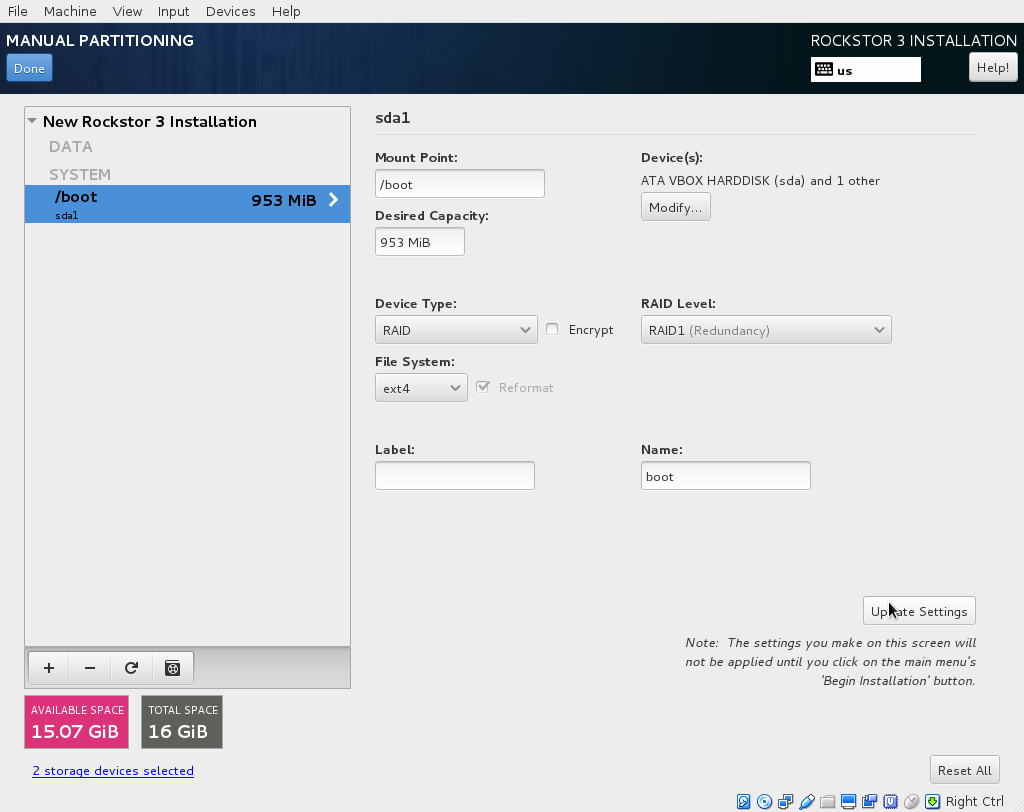 File Machine View Input Devices Help
MANUAL PARTITIONING
ROCKSTOR 3 INSTALLATION
Done
us
Help!
New Rockstor 3 Installation
DATA
SYSTEM
/boot
953 MiB
sda1
sda1
Mount Point:
/boot
Device(s):
ATA VBOX HARDDISK (sda) and 1 other
Modify...
Desired Capacity:
953 MiB
Device Type:
RAID
Encrypt
RAID Level:
RAID1 (Redundancy)
File System:
ext4
Reformat
Label:
Name:
boot
Update Settings
Note: The settings you make on this screen will
not be applied until you click on the main menu's
'Begin Installation' button.
AVAILABLE SPACE
15.07 GiB
TOTAL SPACE
16 GiB
2 storage devices selected
Reset All
Right Ctrl